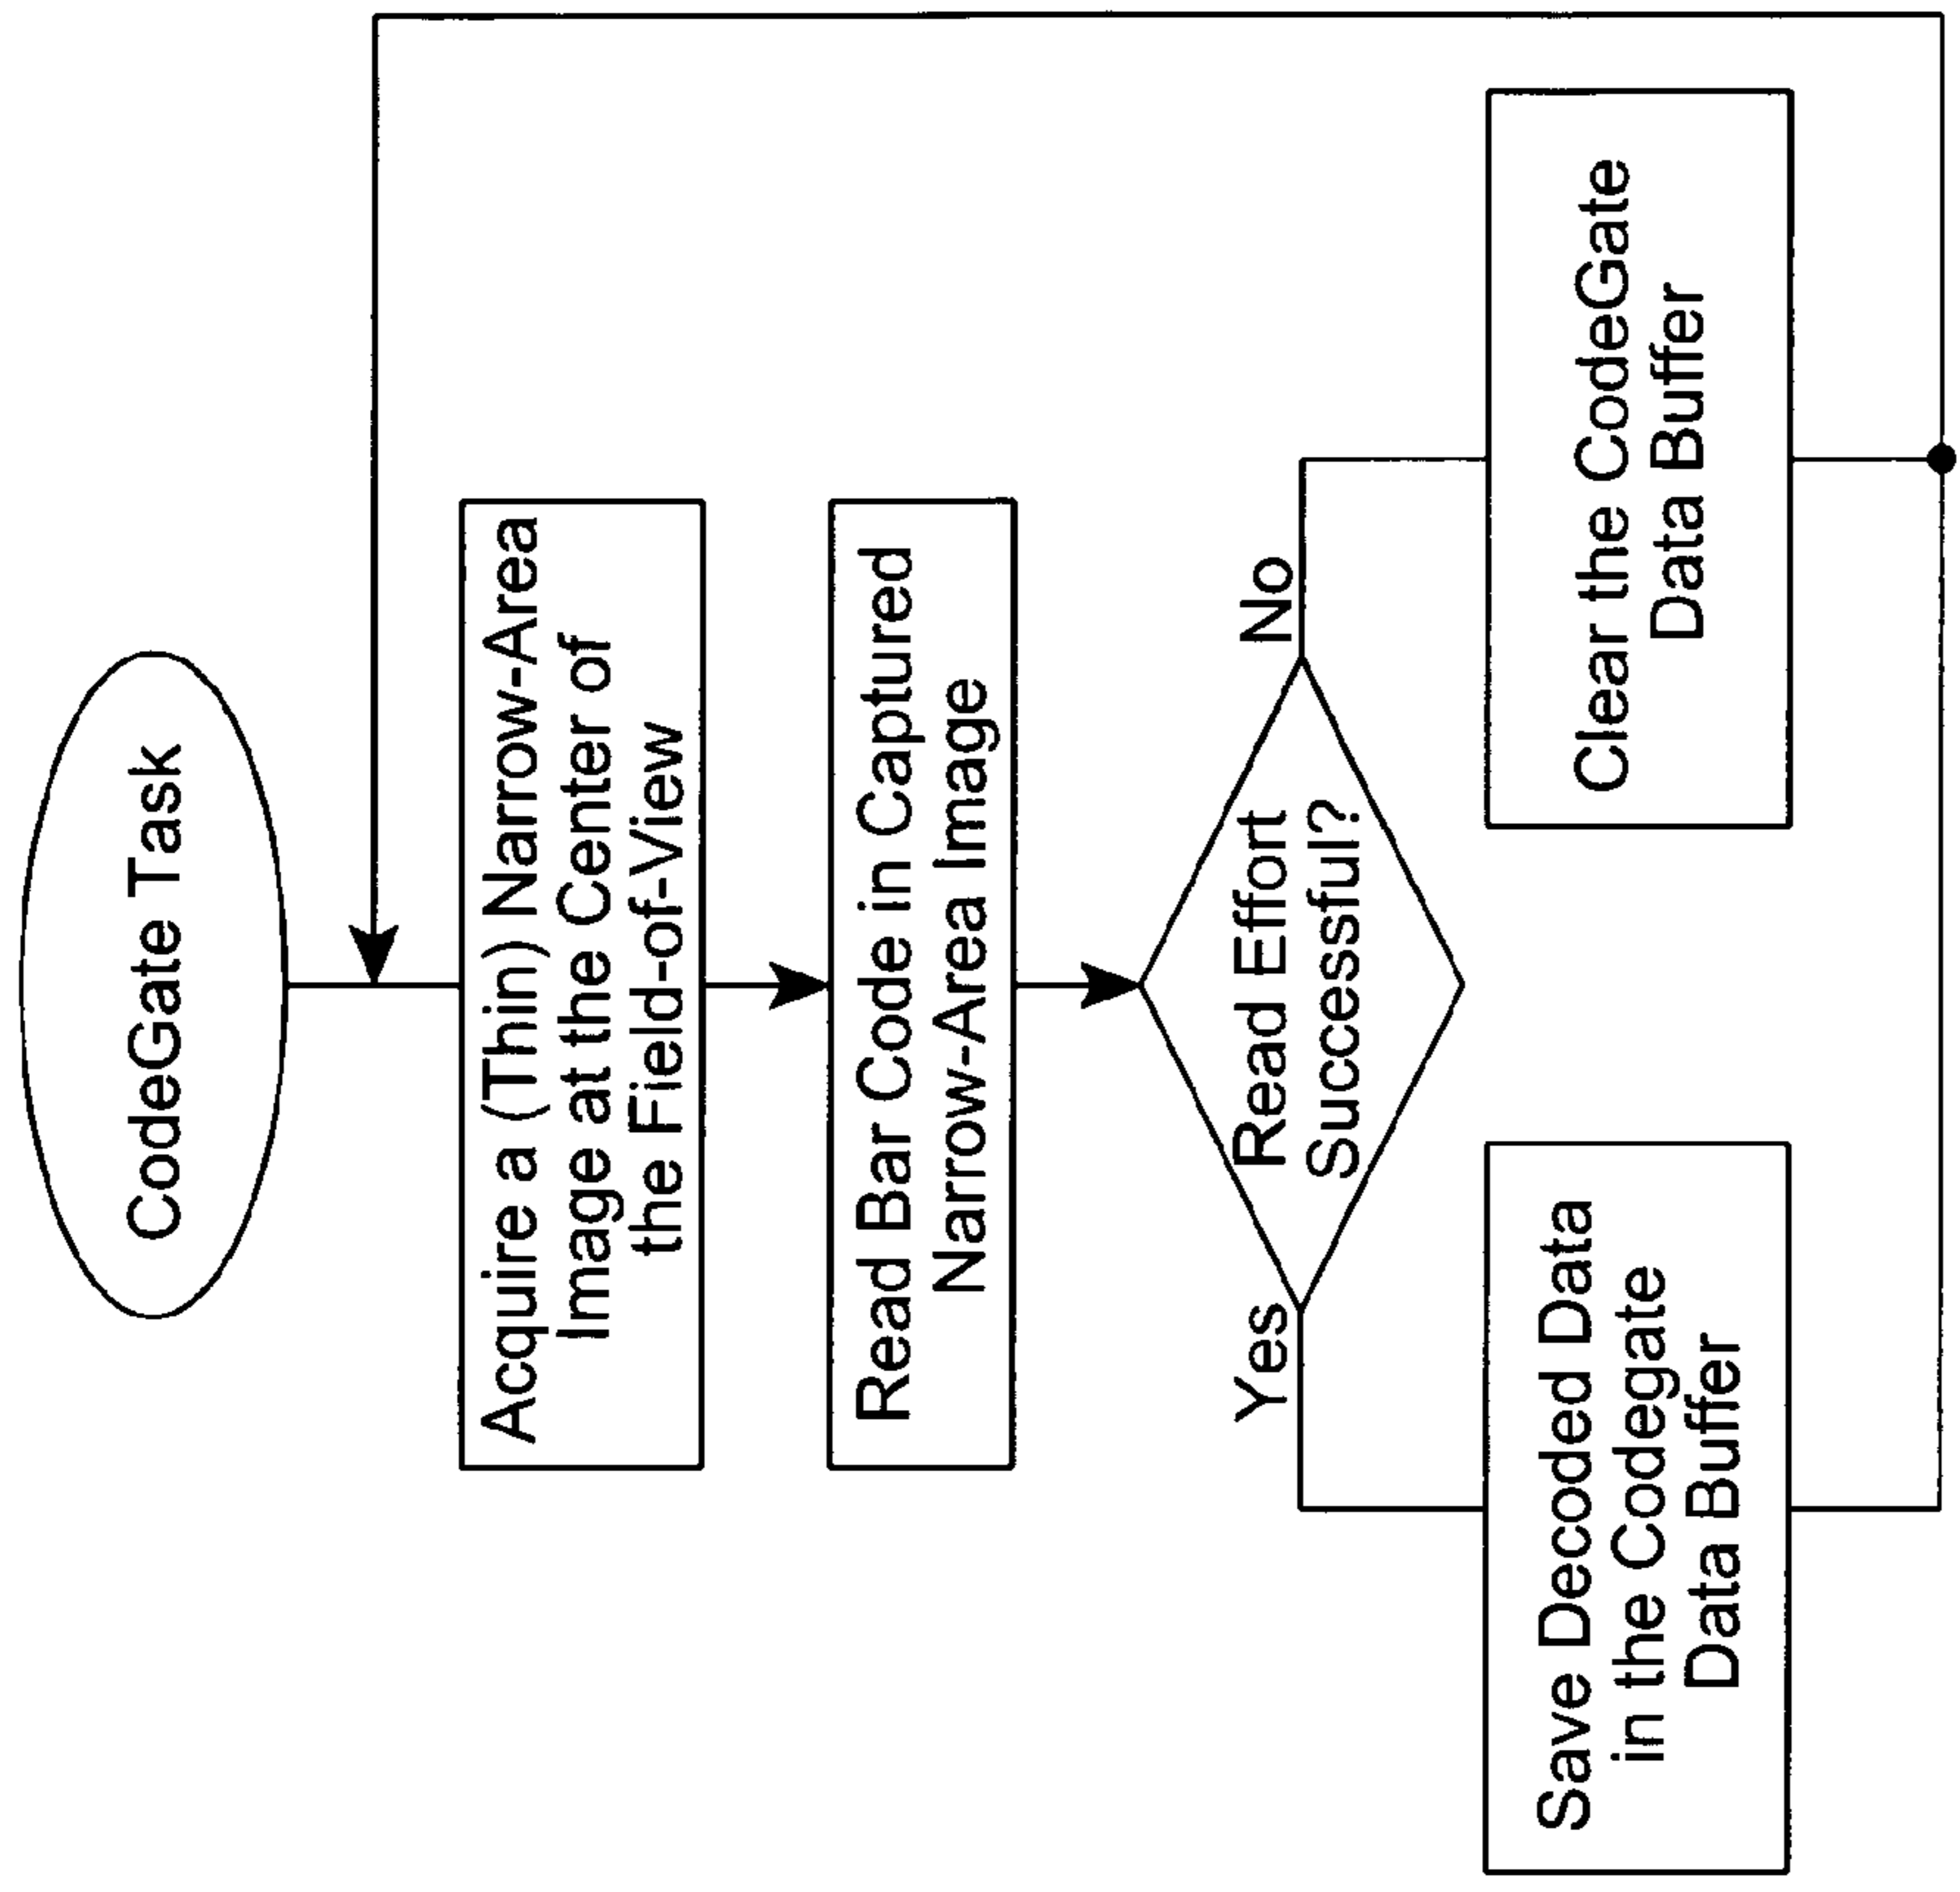 CodeGate Task
Acquire a (Thin) Narrow-Area
Image at the Center of
the Field-of-View
Read Bar Code in Captured
Narrow-Area Image
Read Effort
Successful?
Yes
No
Save Decoded Data
in the Codegate
Data Buffer
Clear the CodeGate
Data Buffer